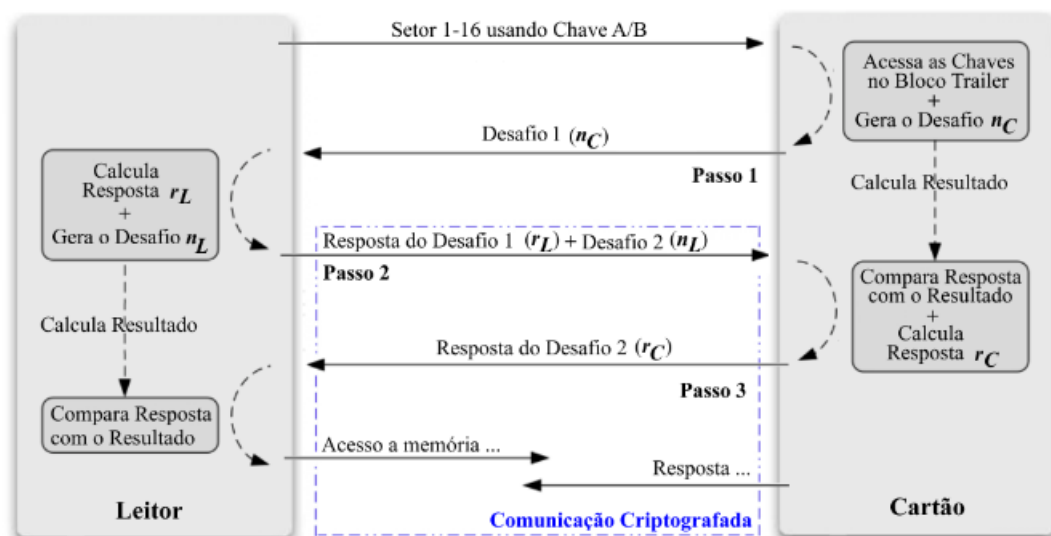 Setor 1-16 usando Chave A/B
Acessa as Chaves
no Bloco Trailer
+
Gera o Desafio nC
Desafio 1 (nC)
Passo 1
Calcula
Resposta rL
+
Gera o Desafio nL
Calcula Resultado
Resposta do Desafio 1 (rL) + Desafio 2 (nL)
Passo 2
Compara Resposta
com o Resultado
+
Calcula
Resposta rC
Calcula Resultado
Resposta do Desafio 2 (rC)
Passo 3
Compara Resposta
com o Resultado
Acesso a memória ...
Resposta ...
Leitor
Comunicação Criptografada
Cartão